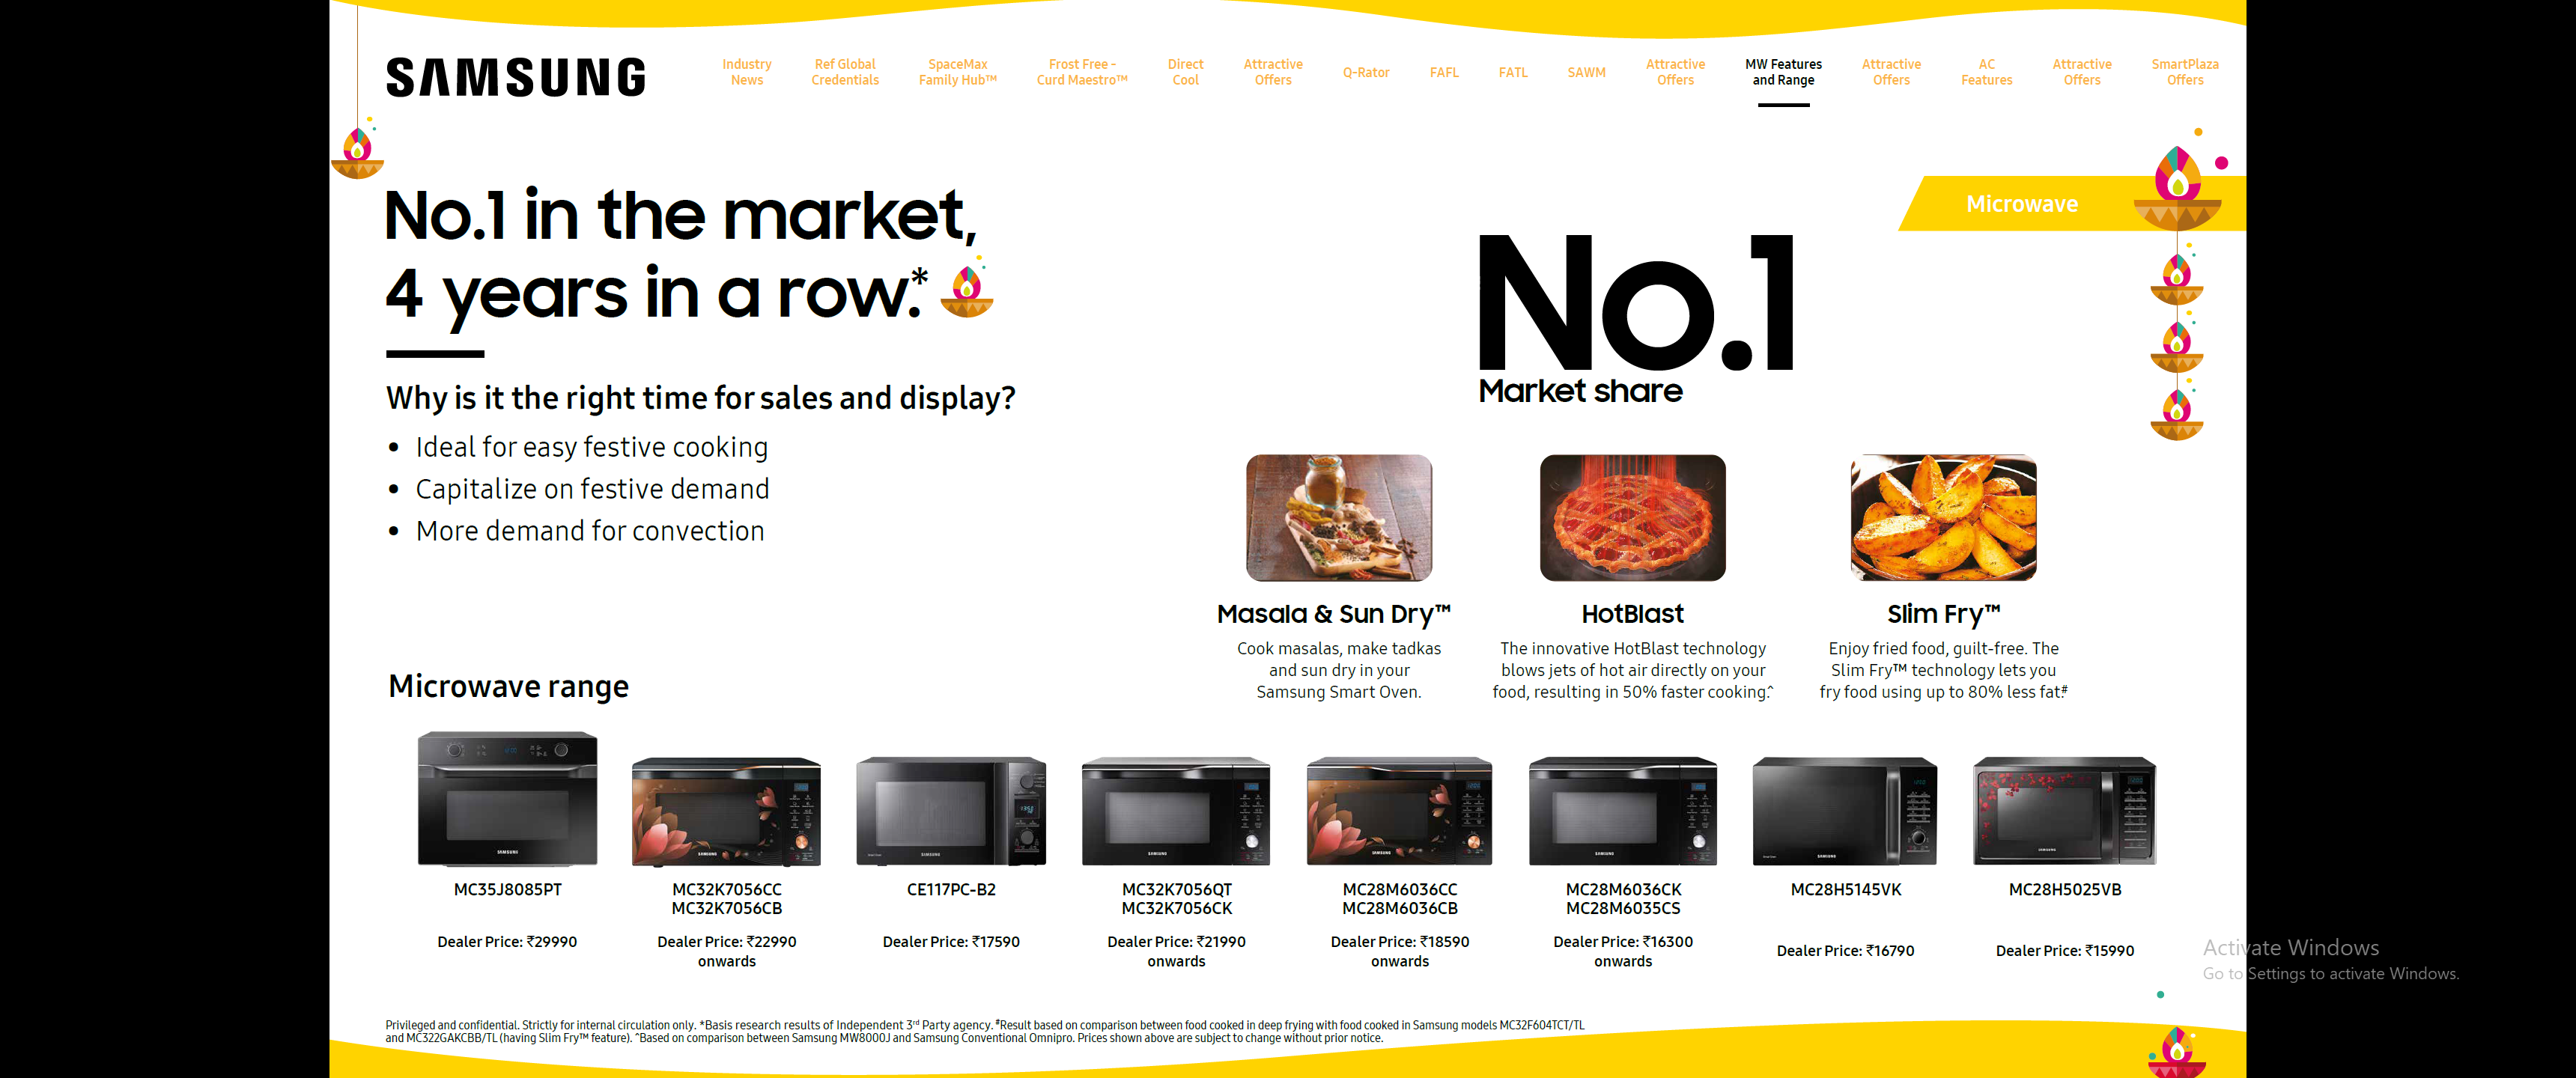 SAMSUNG
Industry
News
Ref Global
Credentials
SpaceMax
Family Hub™
Frost Free -
Curd Maestro™
Direct
Cool
Attractive
Offers
Q-Rator
FAFL
FATL
SAWM
Attractive
Offers
MW Features
and Range
Attractive
Offers
AC
Features
Attractive
Offers
SmartPlaza
Offers
Microwave
No.1 in the market,
4 years in a row.*
Why is it the right time for sales and display?
• Ideal for easy festive cooking
• Capitalize on festive demand
• More demand for convection
No.1
Market share
Masala & Sun Dry™
Cook masalas, make tadkas
and sun dry in your
Samsung Smart Oven.
HotBlast
The innovative HotBlast technology
blows jets of hot air directly on your
food, resulting in 50% faster cooking.^
Slim Fry™
Enjoy fried food, guilt-free. The
Slim Fry™ technology lets you
fry food using up to 80% less fat.#
Microwave range
MC35J8085PT
Dealer Price: ₹29990
MC32K7056CC
MC32K7056CB
Dealer Price: ₹22990
onwards
CE117PC-B2
Dealer Price: ₹17590
MC32K7056QT
MC32K7056CK
Dealer Price: ₹21990
onwards
MC28M6036CC
MC28M6036CB
Dealer Price: ₹18590
onwards
MC28M6036CK
MC28M6035CS
Dealer Price: ₹16300
onwards
MC28H5145VK
Dealer Price: ₹16790
MC28H5025VB
Dealer Price: ₹15990
Activate Windows
Go to Settings to activate Windows.
Privileged and confidential. Strictly for internal circulation only. *Basis research results of Independent 3rd Party agency. #Result based on comparison between food cooked in deep frying with food cooked in Samsung models MC32F604TCT/TL
and MC322GAKCBB/TL (having Slim Fry™ feature). ^Based on comparison between Samsung MW8000J and Samsung Conventional Omnipro. Prices shown above are subject to change without prior notice.